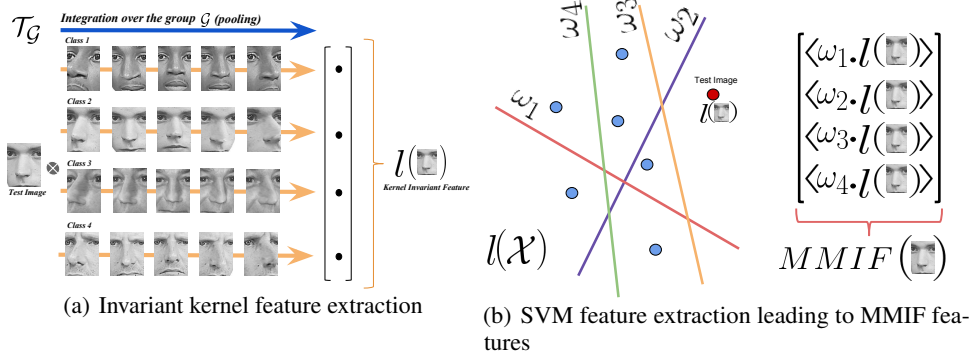 𝒯_𝒢
Integration over the group 𝒢 (pooling)
Class 1
Class 2
Class 3
Class 4
⊗
Test Image
l( )
Kernel Invariant Feature
(a) Invariant kernel feature extraction
ω4
ω3
ω2
ω1
Test Image
l( )
l(𝒳)
⟨ω1.l( )⟩
⟨ω2.l( )⟩
⟨ω3.l( )⟩
⟨ω4.l( )⟩
MMIF( )
(b) SVM feature extraction leading to MMIF fea-
tures